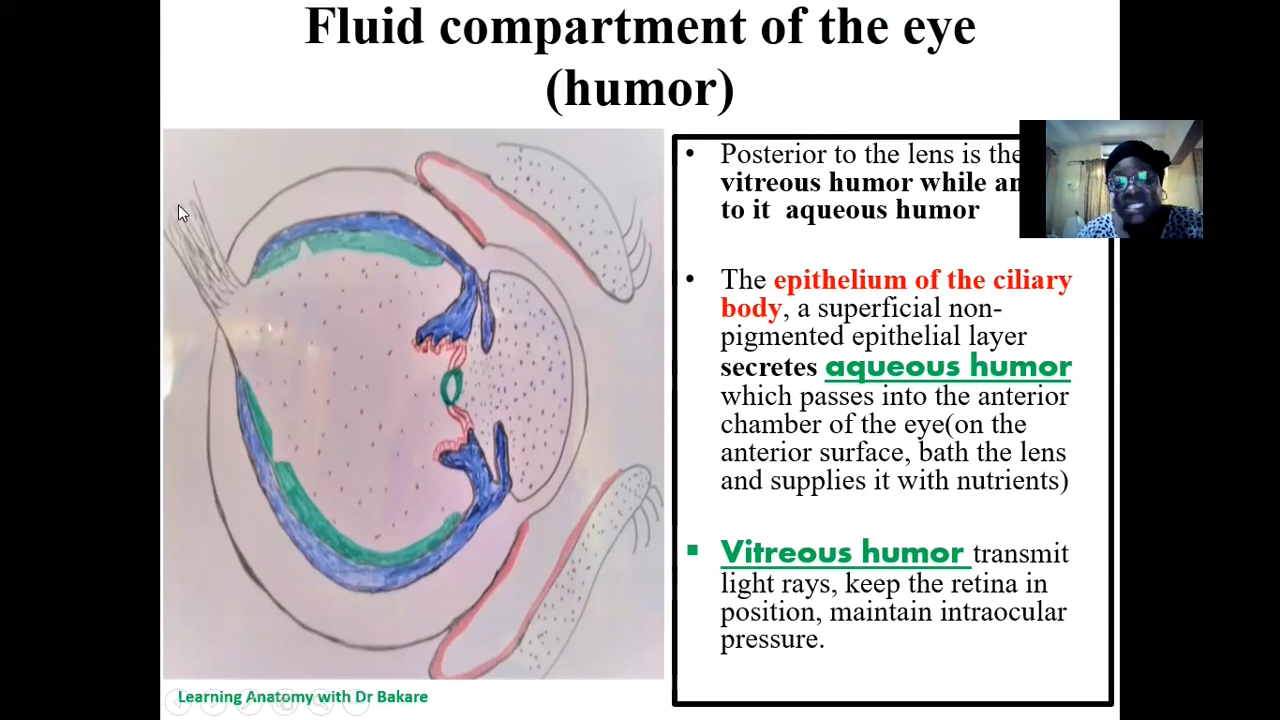 Fluid compartment of the eye
(humor)
• Posterior to the lens is the
vitreous humor while an
to it aqueous humor
• The epithelium of the ciliary
body, a superficial non-
pigmented epithelial layer
secretes aqueous humor
which passes into the anterior
chamber of the eye(on the
anterior surface, bath the lens
and supplies it with nutrients)
▪ Vitreous humor transmit
light rays, keep the retina in
position, maintain intraocular
pressure.
Learning Anatomy with Dr Bakare